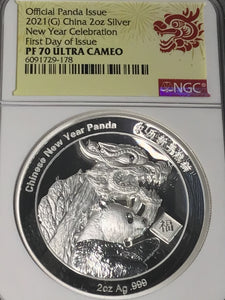 Official Panda Issue
2021(G) China 2oz Silver
New Year Celebration
First Day of Issue
PF 70 ULTRA CAMEO
6091729-178
NGC
Chinese New Year Panda
福
2oz Ag .999